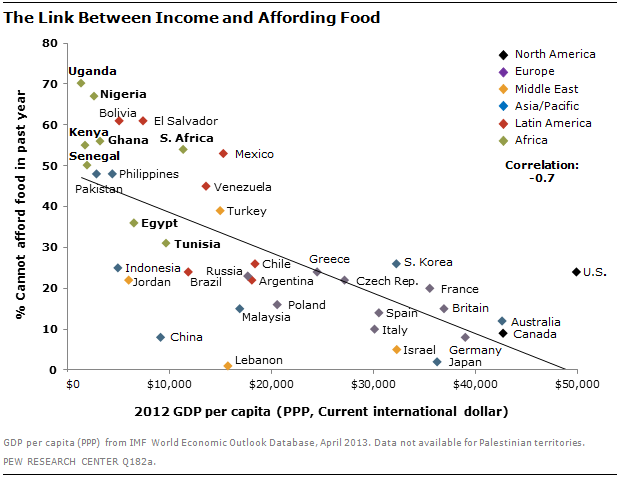 The Link Between Income and Affording Food
% Cannot afford food in past year
80
70
60
50
40
30
20
10
0
North America
Europe
Middle East
Asia/Pacific
Latin America
Africa
Correlation:
-0.7
Uganda
Nigeria
Bolivia
El Salvador
Kenya
Ghana
S. Africa
Senegal
Mexico
Pakistan
Philippines
Venezuela
Turkey
Egypt
Tunisia
Indonesia
Jordan
Russia
Brazil
Chile
Argentina
Greece
Czech Rep.
S. Korea
France
U.S.
Malaysia
Poland
Spain
Britain
Italy
Australia
Canada
China
Lebanon
Israel
Germany
Japan
$0
$10,000
$20,000
$30,000
$40,000
$50,000
2012 GDP per capita (PPP, Current international dollar)
GDP per capita (PPP) from IMF World Economic Outlook Database, April 2013. Data not available for Palestinian territories.
PEW RESEARCH CENTER Q182a.